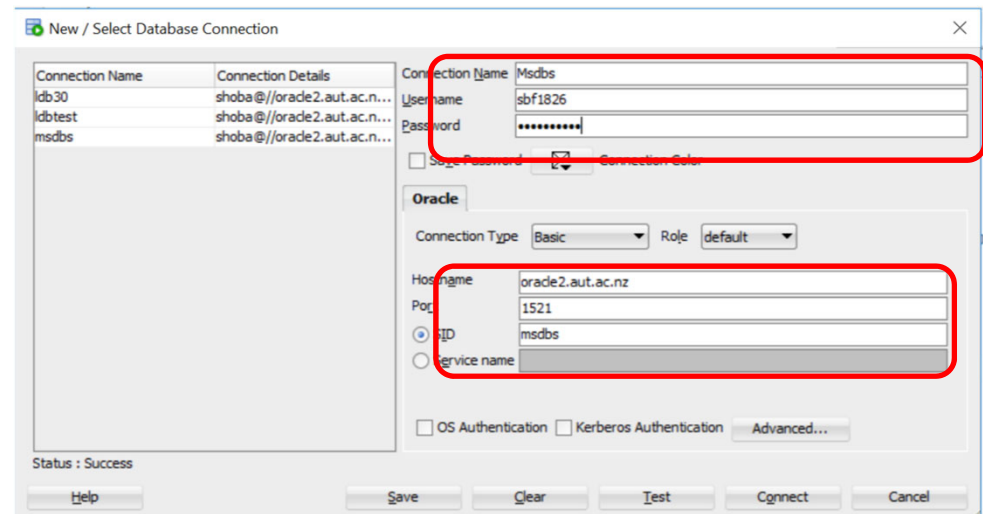 New / Select Database Connection
Connection Name Connection Details
ldb30 shoba@//oracle2.aut.ac.n...
ldbtest shoba@//oracle2.aut.ac.n...
msdbs shoba@//oracle2.aut.ac.n...
Status : Success
Connection Name Msdbs
Username sbf1826
Password ••••••••••
Save Password Connection Color
Oracle
Connection Type Basic Role default
Hostname oracle2.aut.ac.nz
Port 1521
SID msdbs
Service name
OS Authentication Kerberos Authentication Advanced...
Help Save Clear Test Connect Cancel